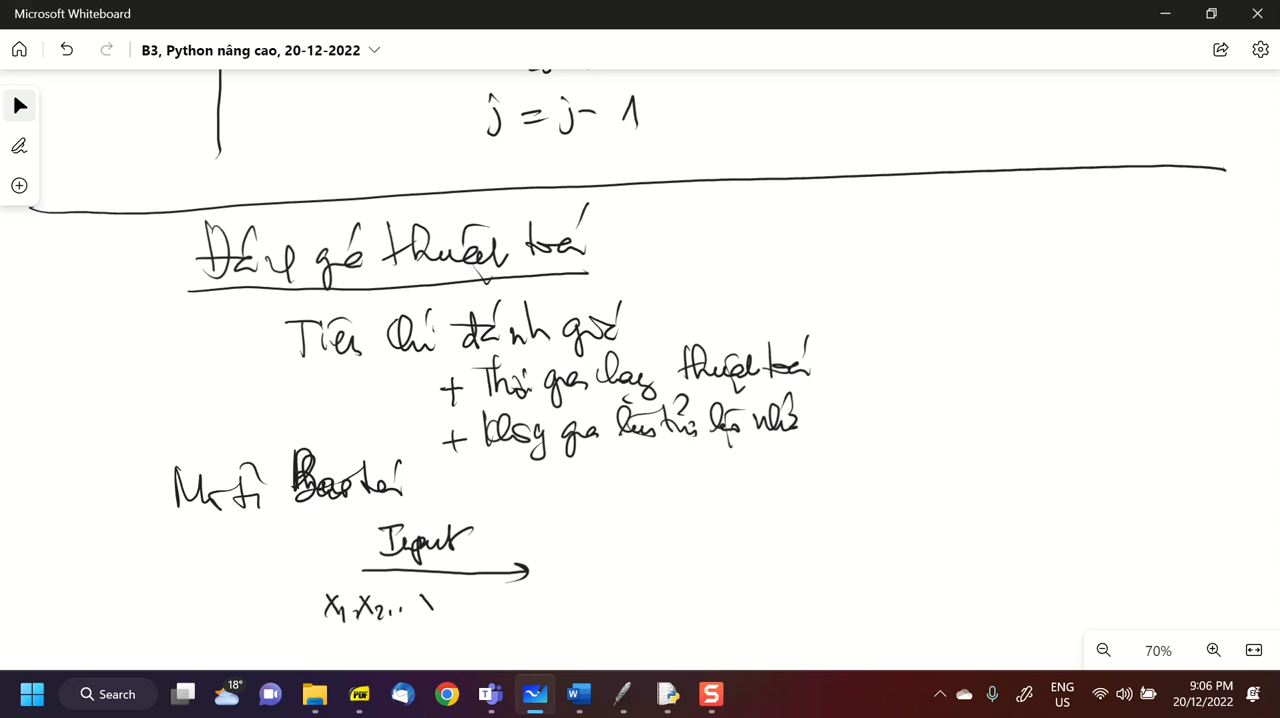 Microsoft Whiteboard
B3, Python nâng cao, 20-12-2022
j = j - 1
Đánh giá thuật toán
Tiêu chí đánh giá
+ Thời gian chạy thuật toán
+ Không gian lưu trữ bộ nhớ
Mô tả
Input
x1, x2, ..
70%
18°
Search
PDF
ENG
US
9:06 PM
20/12/2022